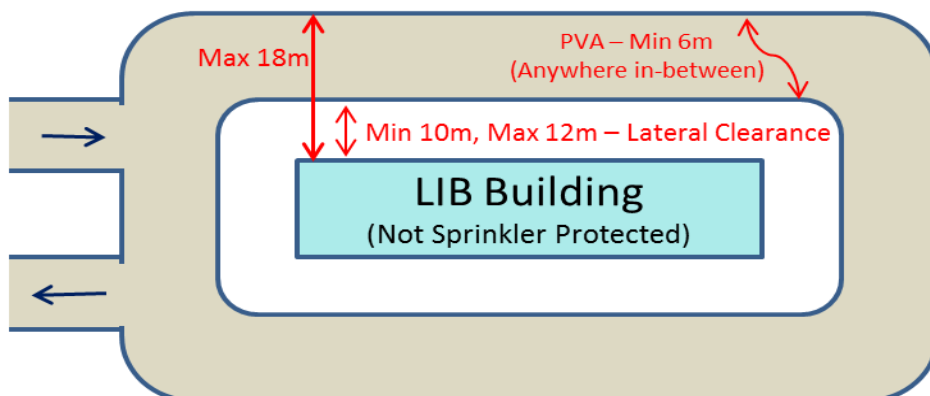 Max 18m
PVA – Min 6m
(Anywhere in-between)
Min 10m, Max 12m – Lateral Clearance
LIB Building
(Not Sprinkler Protected)